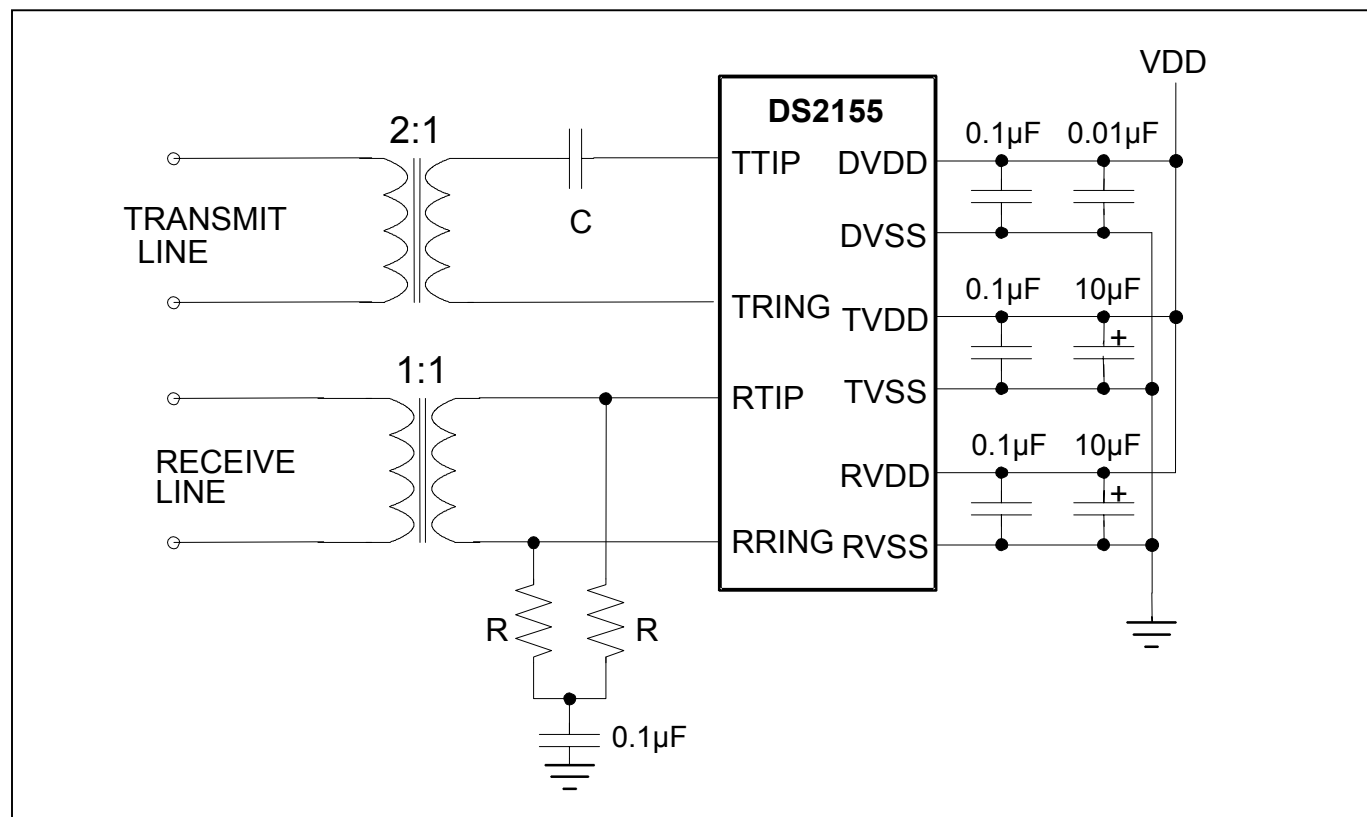 VDD
DS2155
2:1
0.1µF 0.01µF
TTIP DVDD
TRANSMIT
LINE
C
DVSS
0.1µF 10µF
TRING TVDD
+
1:1
RTIP TVSS
0.1µF 10µF
RECEIVE
LINE
RVDD
+
RRING RVSS
R R
0.1µF